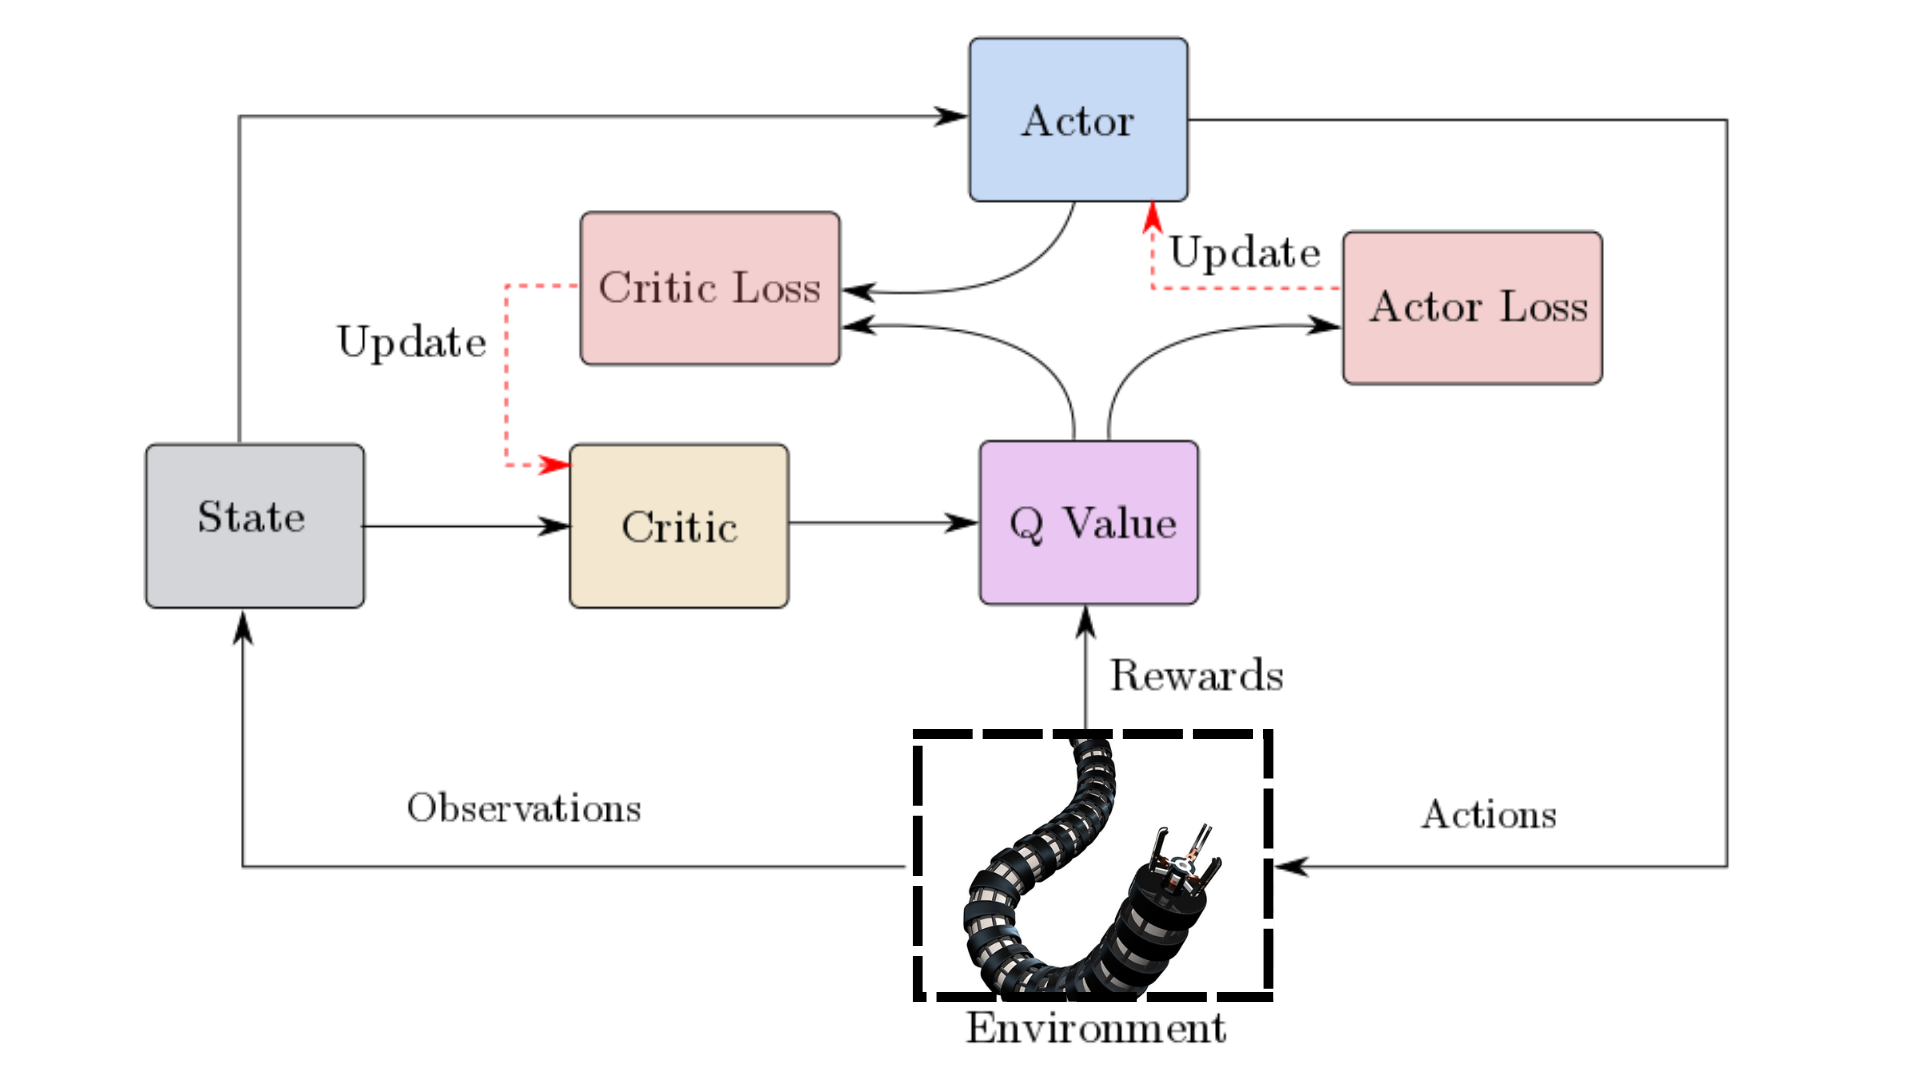 Actor
Update
Critic Loss
Actor Loss
Update
State
Critic
Q Value
Rewards
Observations
Actions
Environment